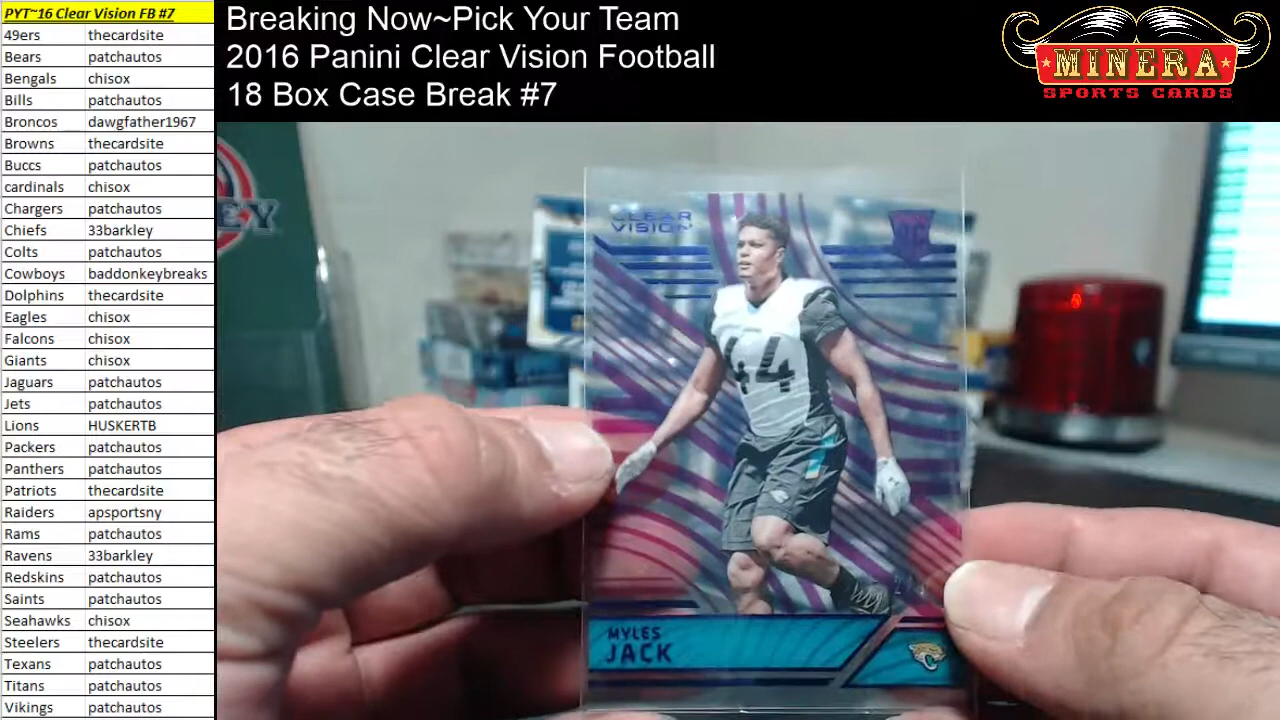 PYT~16 Clear Vision FB #7
49ers thecardsite
Bears patchautos
Bengals chisox
Bills patchautos
Broncos dawgfather1967
Browns thecardsite
Buccs patchautos
cardinals chisox
Chargers patchautos
Chiefs 33barkley
Colts patchautos
Cowboys baddonkeybreaks
Dolphins thecardsite
Eagles chisox
Falcons chisox
Giants chisox
Jaguars patchautos
Jets patchautos
Lions HUSKERTB
Packers patchautos
Panthers patchautos
Patriots thecardsite
Raiders apsportsny
Rams patchautos
Ravens 33barkley
Redskins patchautos
Saints patchautos
Seahawks chisox
Steelers thecardsite
Texans patchautos
Titans patchautos
Vikings patchautos
Breaking Now~Pick Your Team
2016 Panini Clear Vision Football
18 Box Case Break #7
MINERA
SPORTS CARDS
CLEAR
VISION
RC
44
MYLES
JACK